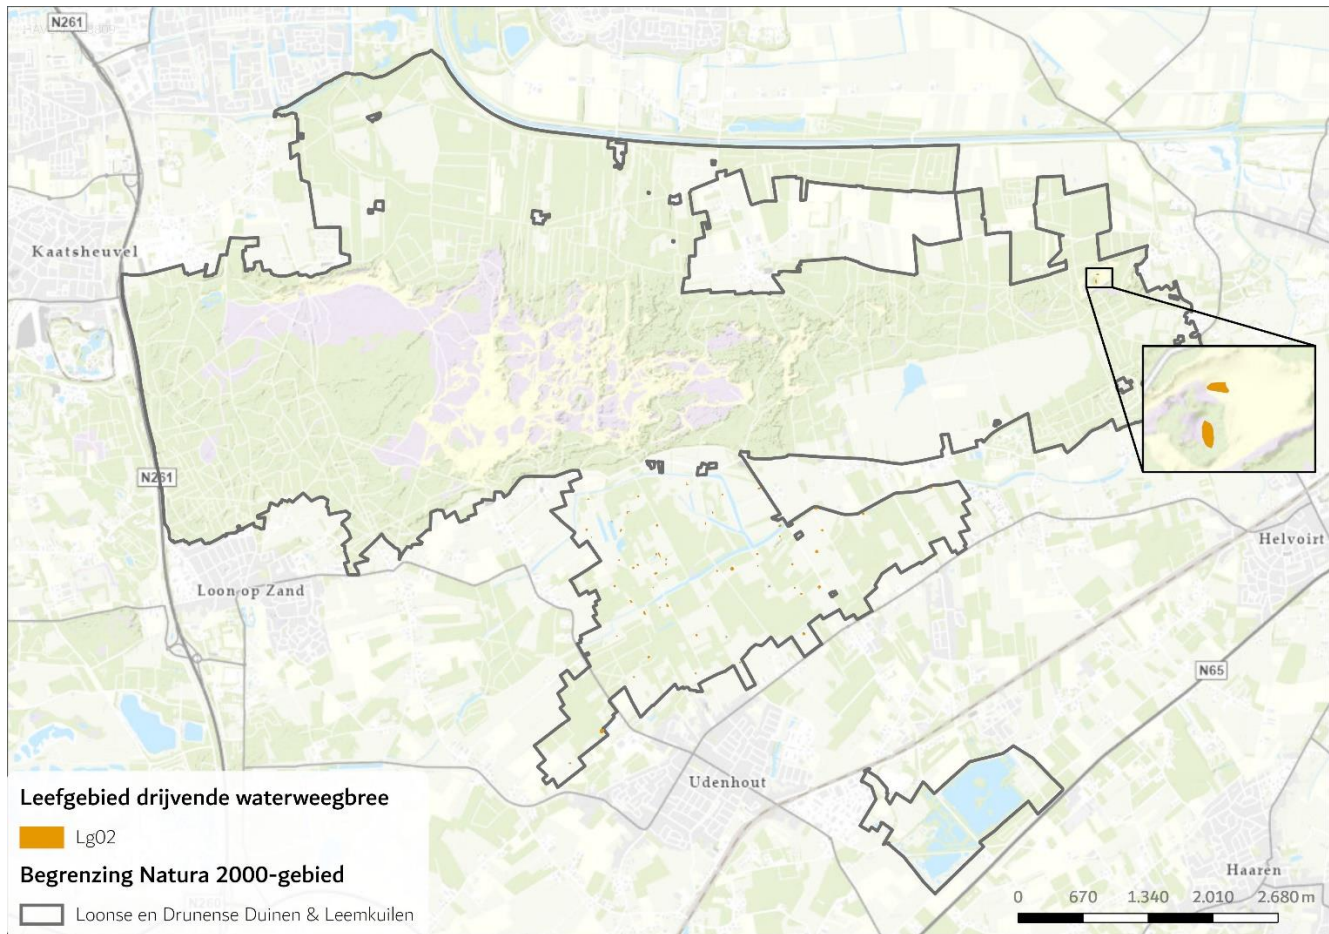 N261
Kaatsheuvel
N261
Loon op Zand
Helvoirt
N65
Udenhout
Haaren
Leefgebied drijvende waterweegbree
Lg02
Begrenzing Natura 2000-gebied
Loonse en Drunense Duinen & Leemkuilen
N260
0 670 1.340 2.010 2.680 m